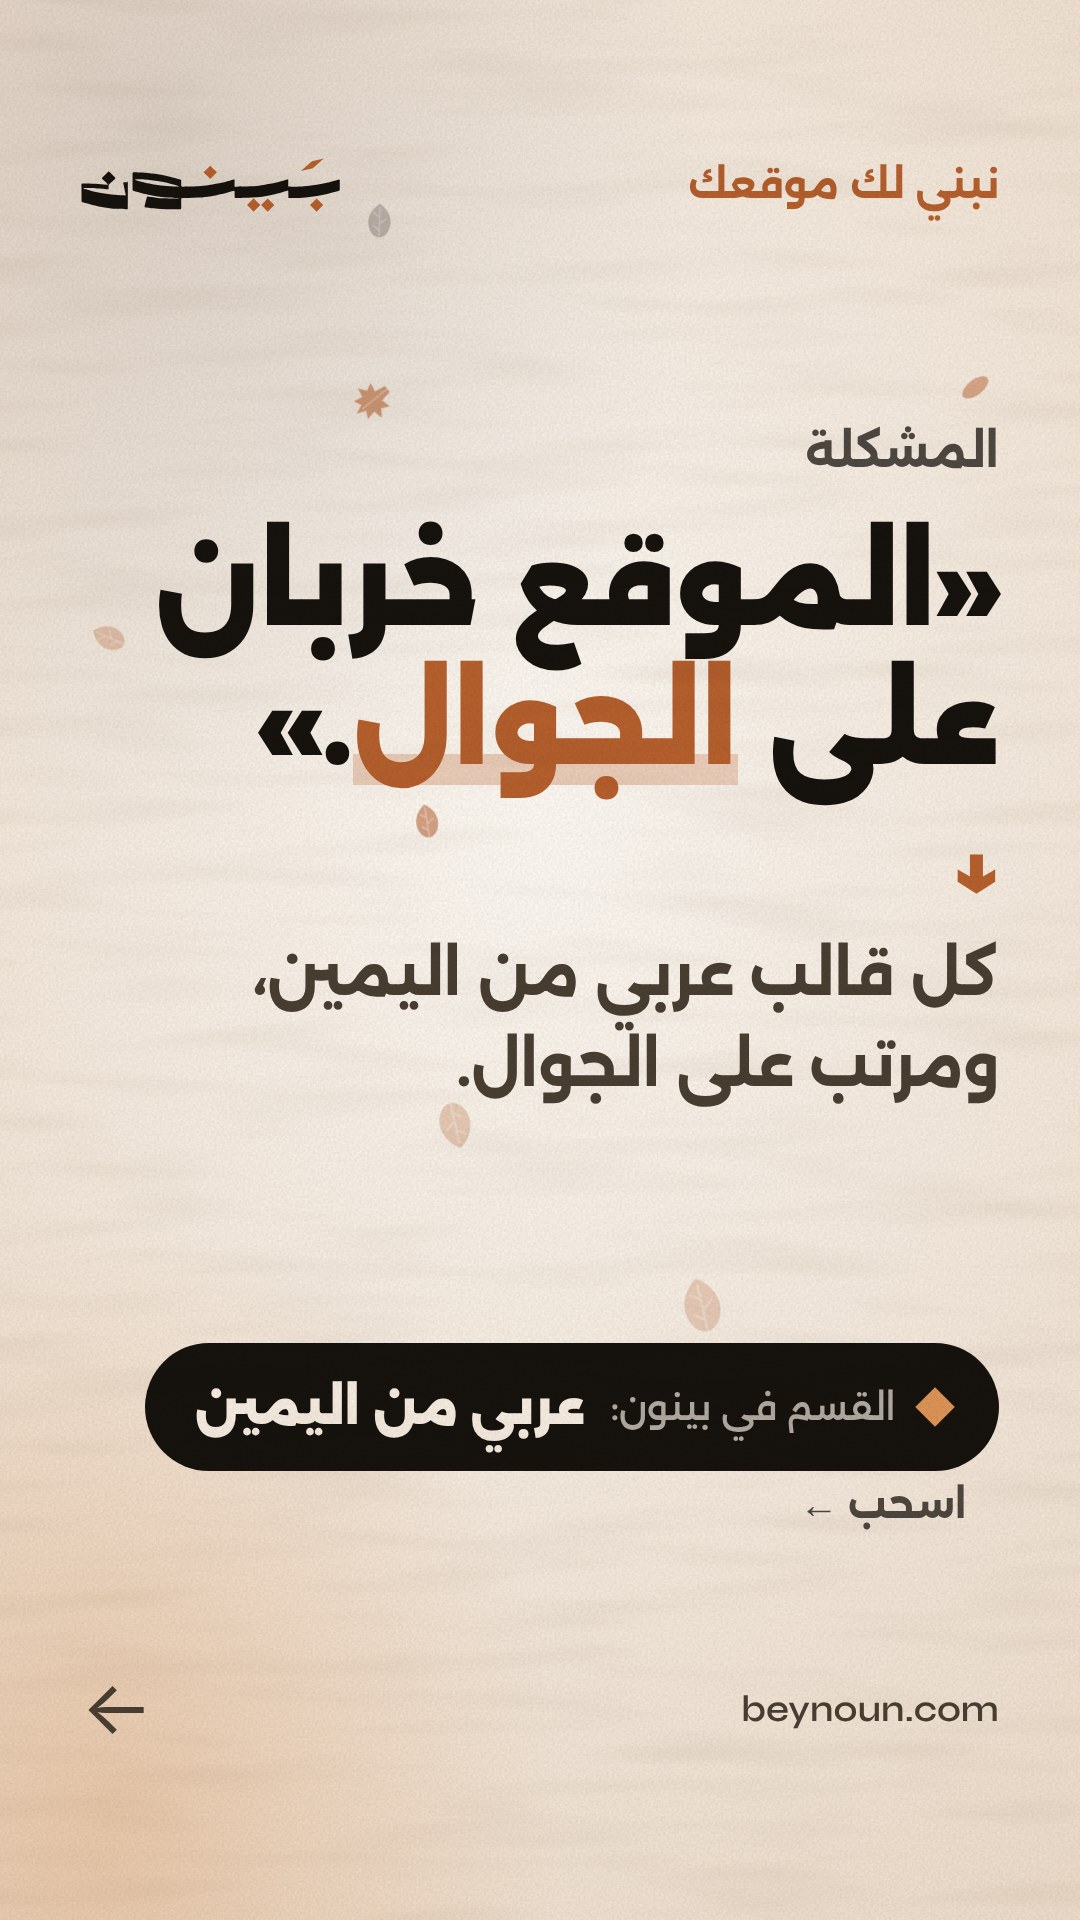 نبني لك موقعك
بَينون
المشكلة
«الموقع خربان
على الجوال.»
كل قالب عربي من اليمين،
ومرتب على الجوال.
القسم في بينون: عربي من اليمين
اسحب ←
beynoun.com